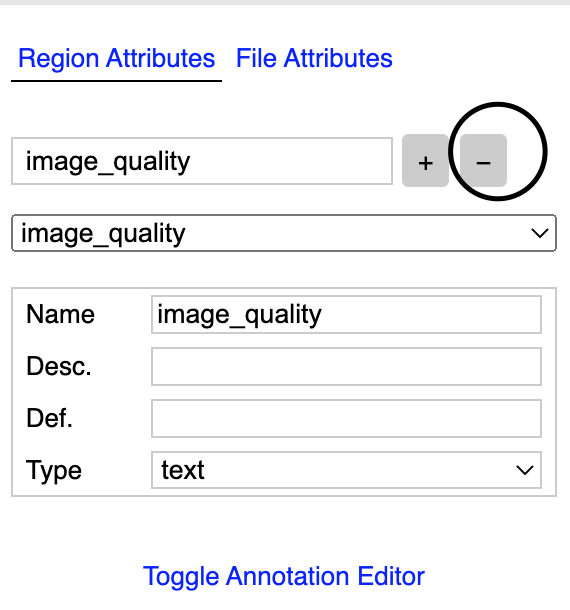 Region Attributes File Attributes
image_quality + −
image_quality
Name image_quality
Desc.
Def.
Type text
Toggle Annotation Editor